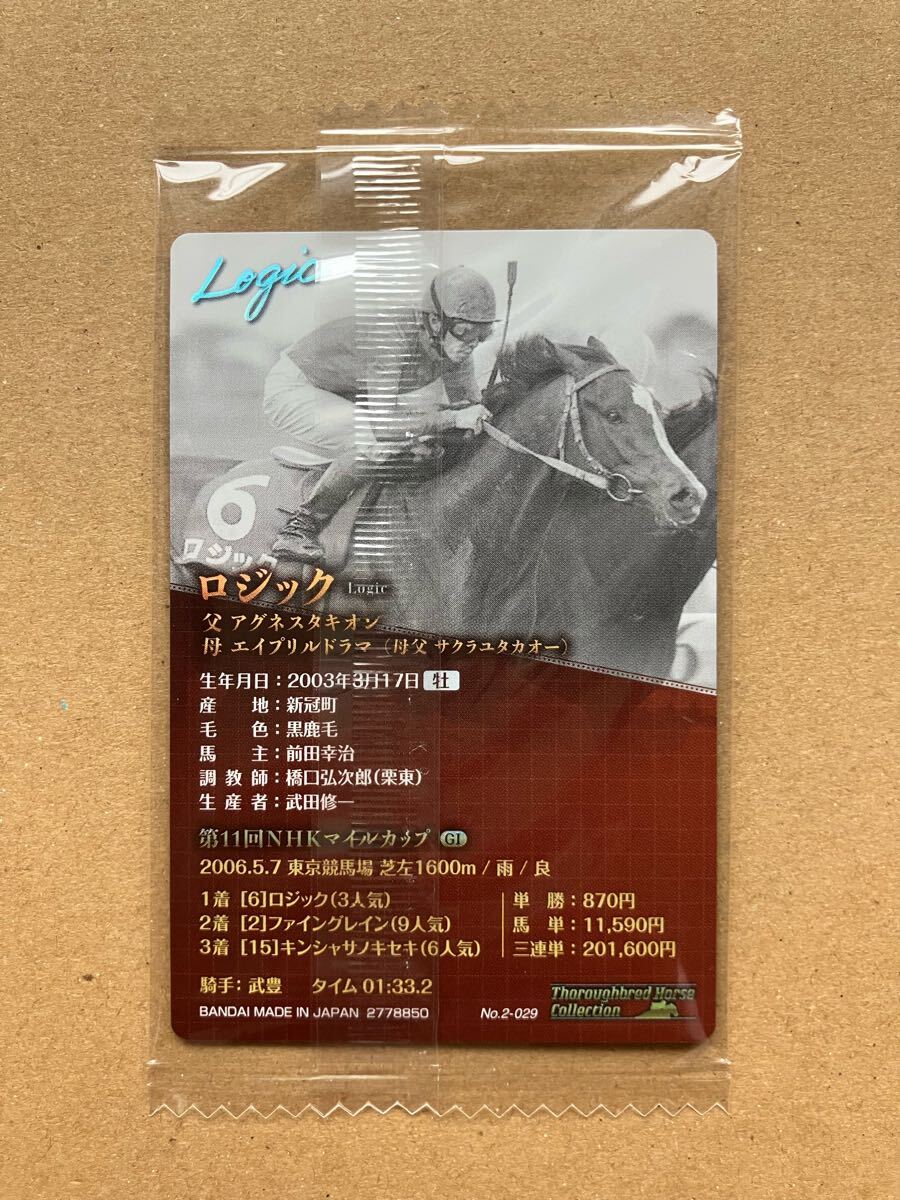 Logic
6
ロジック
ロジック Logic
父 アグネスタキオン
母 エイプリルドラマ（母父 サクラユタカオー）
生年月日：2003年3月17日 牡
産地：新冠町
毛色：黒鹿毛
馬主：前田幸治
調教師：橋口弘次郎(栗東)
生産者：武田修一
第11回NHKマイルカップ GI
2006.5.7 東京競馬場 芝左1600m / 雨 / 良
1着 [6]ロジック(3人気) 単勝：870円
2着 [2]ファイングレイン(9人気) 馬単：11,590円
3着 [15]キンシャサノキセキ(6人気) 三連単：201,600円
騎手：武豊 タイム 01:33.2
BANDAI MADE IN JAPAN 2778850 No.2-029 Thoroughbred Horse
Collection